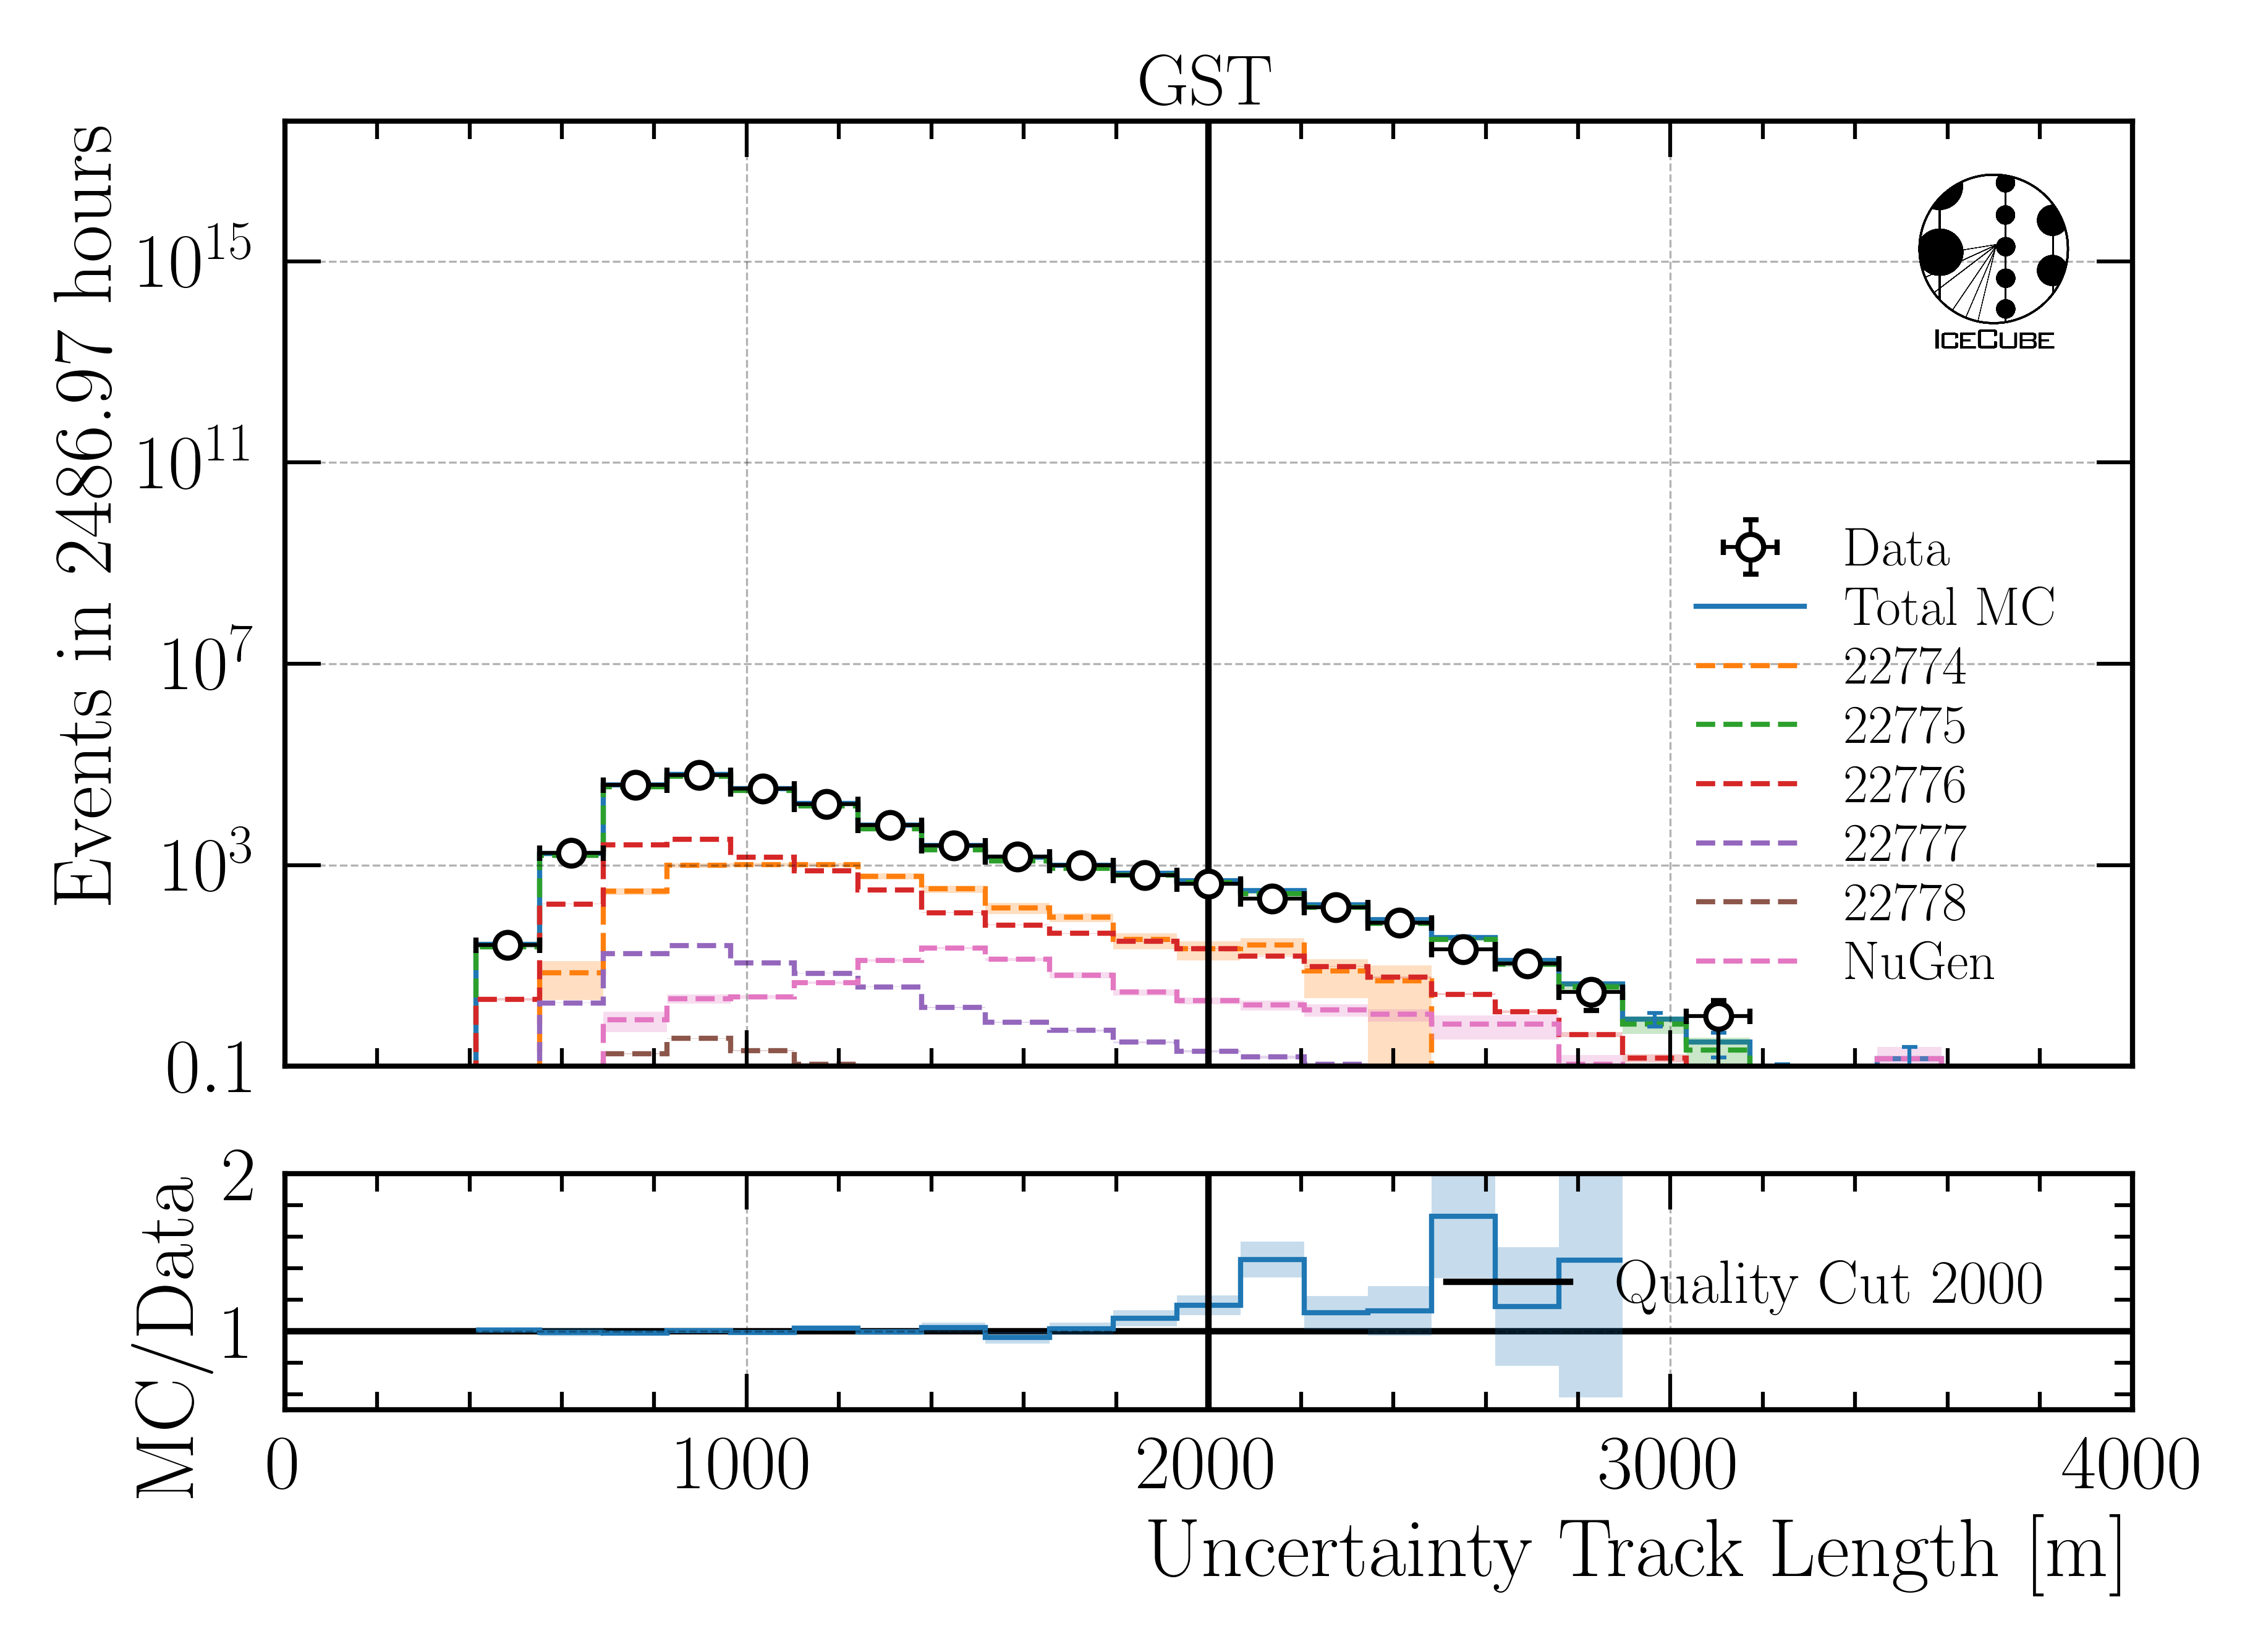 GST
Events in 2486.97 hours
10^15
10^11
10^7
10^3
0.1
ICECUBE
Data
Total MC
22774
22775
22776
22777
22778
NuGen
MC/Data
2
1
Quality Cut 2000
0 1000 2000 3000 4000
Uncertainty Track Length [m]